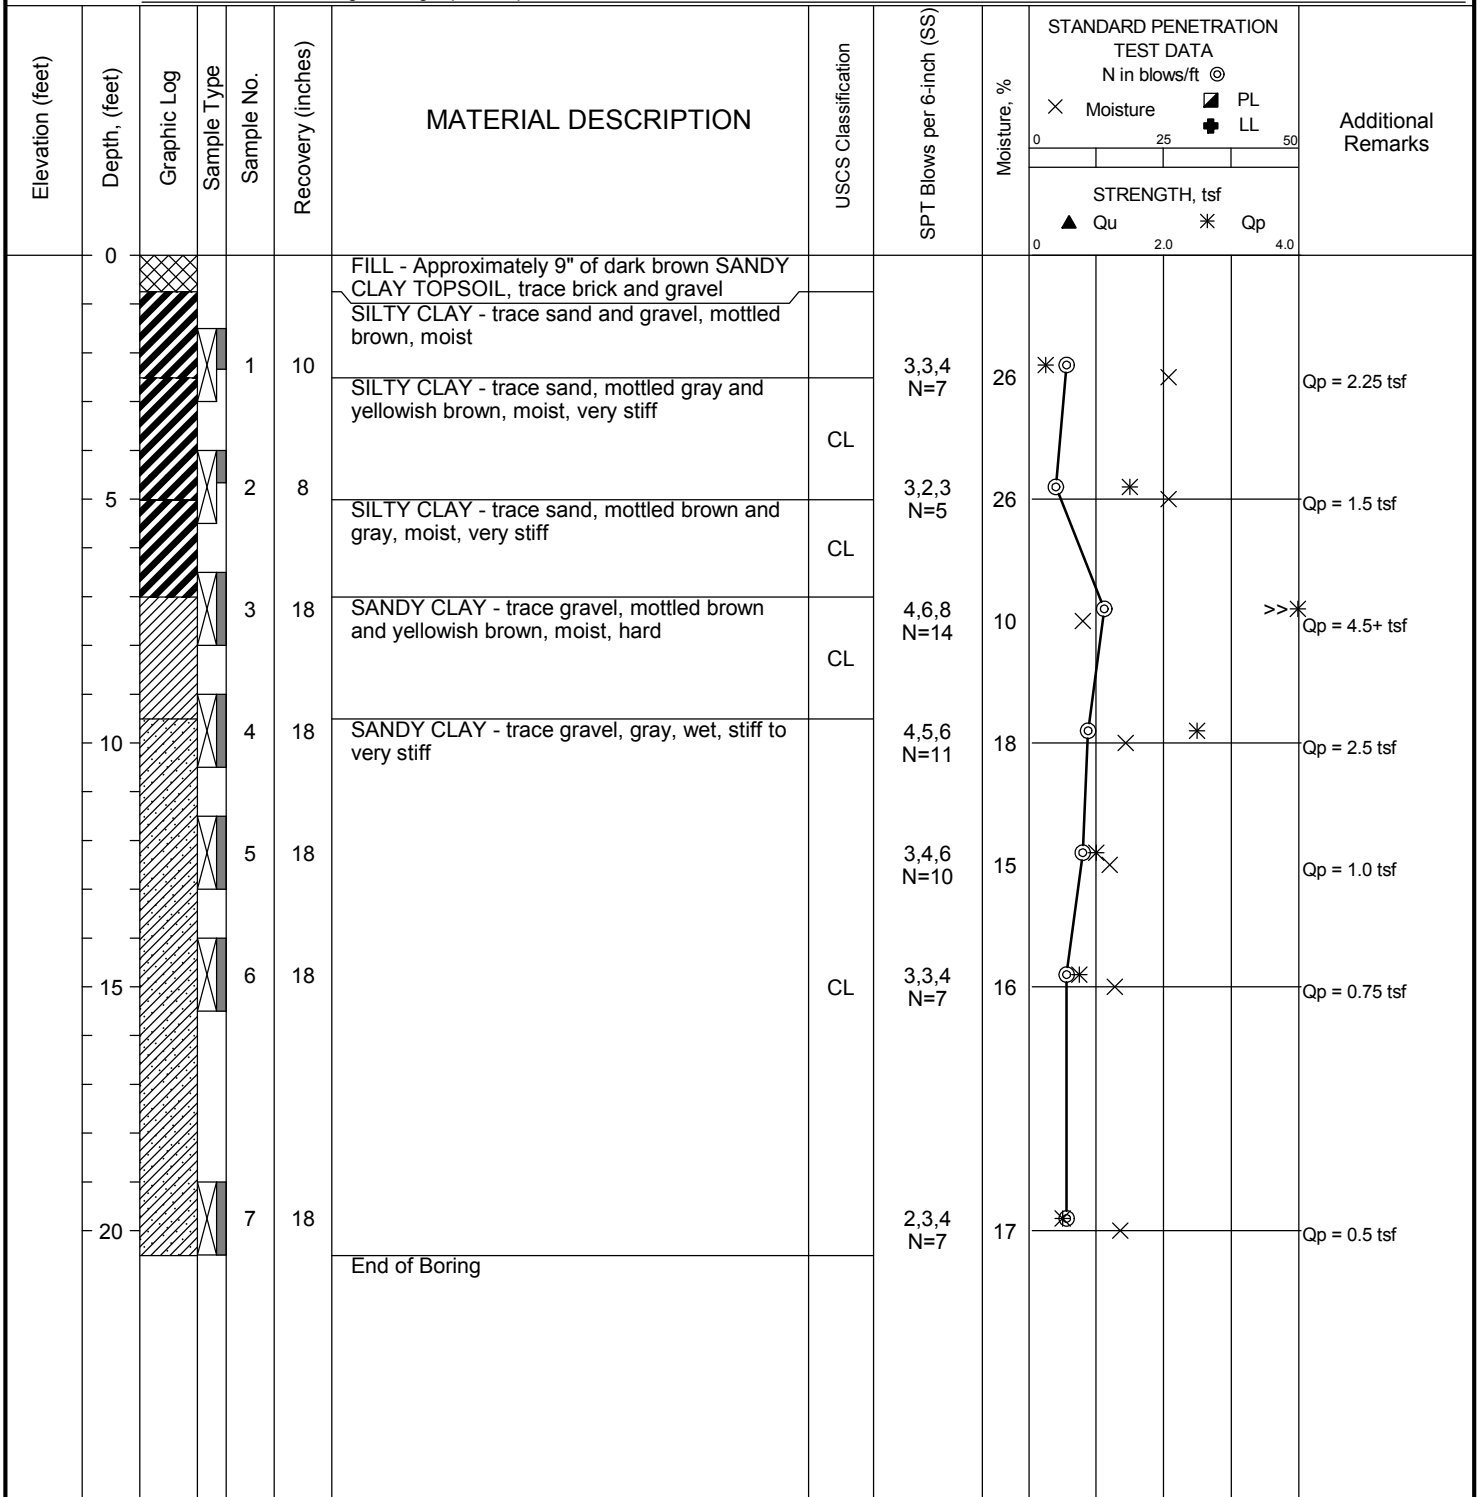 Elevation (feet)
Depth, (feet)
Graphic Log
Sample Type
Sample No.
Recovery (inches)
MATERIAL DESCRIPTION
USCS Classification
SPT Blows per 6-inch (SS)
Moisture, %
STANDARD PENETRATION
TEST DATA
N in blows/ft
Moisture
PL
LL
0 25 50
STRENGTH, tsf
Qu Qp
0 2.0 4.0
Additional
Remarks
0
FILL - Approximately 9" of dark brown SANDY
CLAY TOPSOIL, trace brick and gravel
SILTY CLAY - trace sand and gravel, mottled
brown, moist
1 10
3,3,4
N=7
26
Qp = 2.25 tsf
SILTY CLAY - trace sand, mottled gray and
yellowish brown, moist, very stiff
CL
5
2 8
3,2,3
N=5
26
Qp = 1.5 tsf
SILTY CLAY - trace sand, mottled brown and
gray, moist, very stiff
CL
3 18
SANDY CLAY - trace gravel, mottled brown
and yellowish brown, moist, hard
4,6,8
N=14
10
>>
Qp = 4.5+ tsf
CL
10
4 18
SANDY CLAY - trace gravel, gray, wet, stiff to
very stiff
4,5,6
N=11
18
Qp = 2.5 tsf
5 18
3,4,6
N=10
15
Qp = 1.0 tsf
15
6 18
CL
3,3,4
N=7
16
Qp = 0.75 tsf
20
7 18
2,3,4
N=7
17
Qp = 0.5 tsf
End of Boring